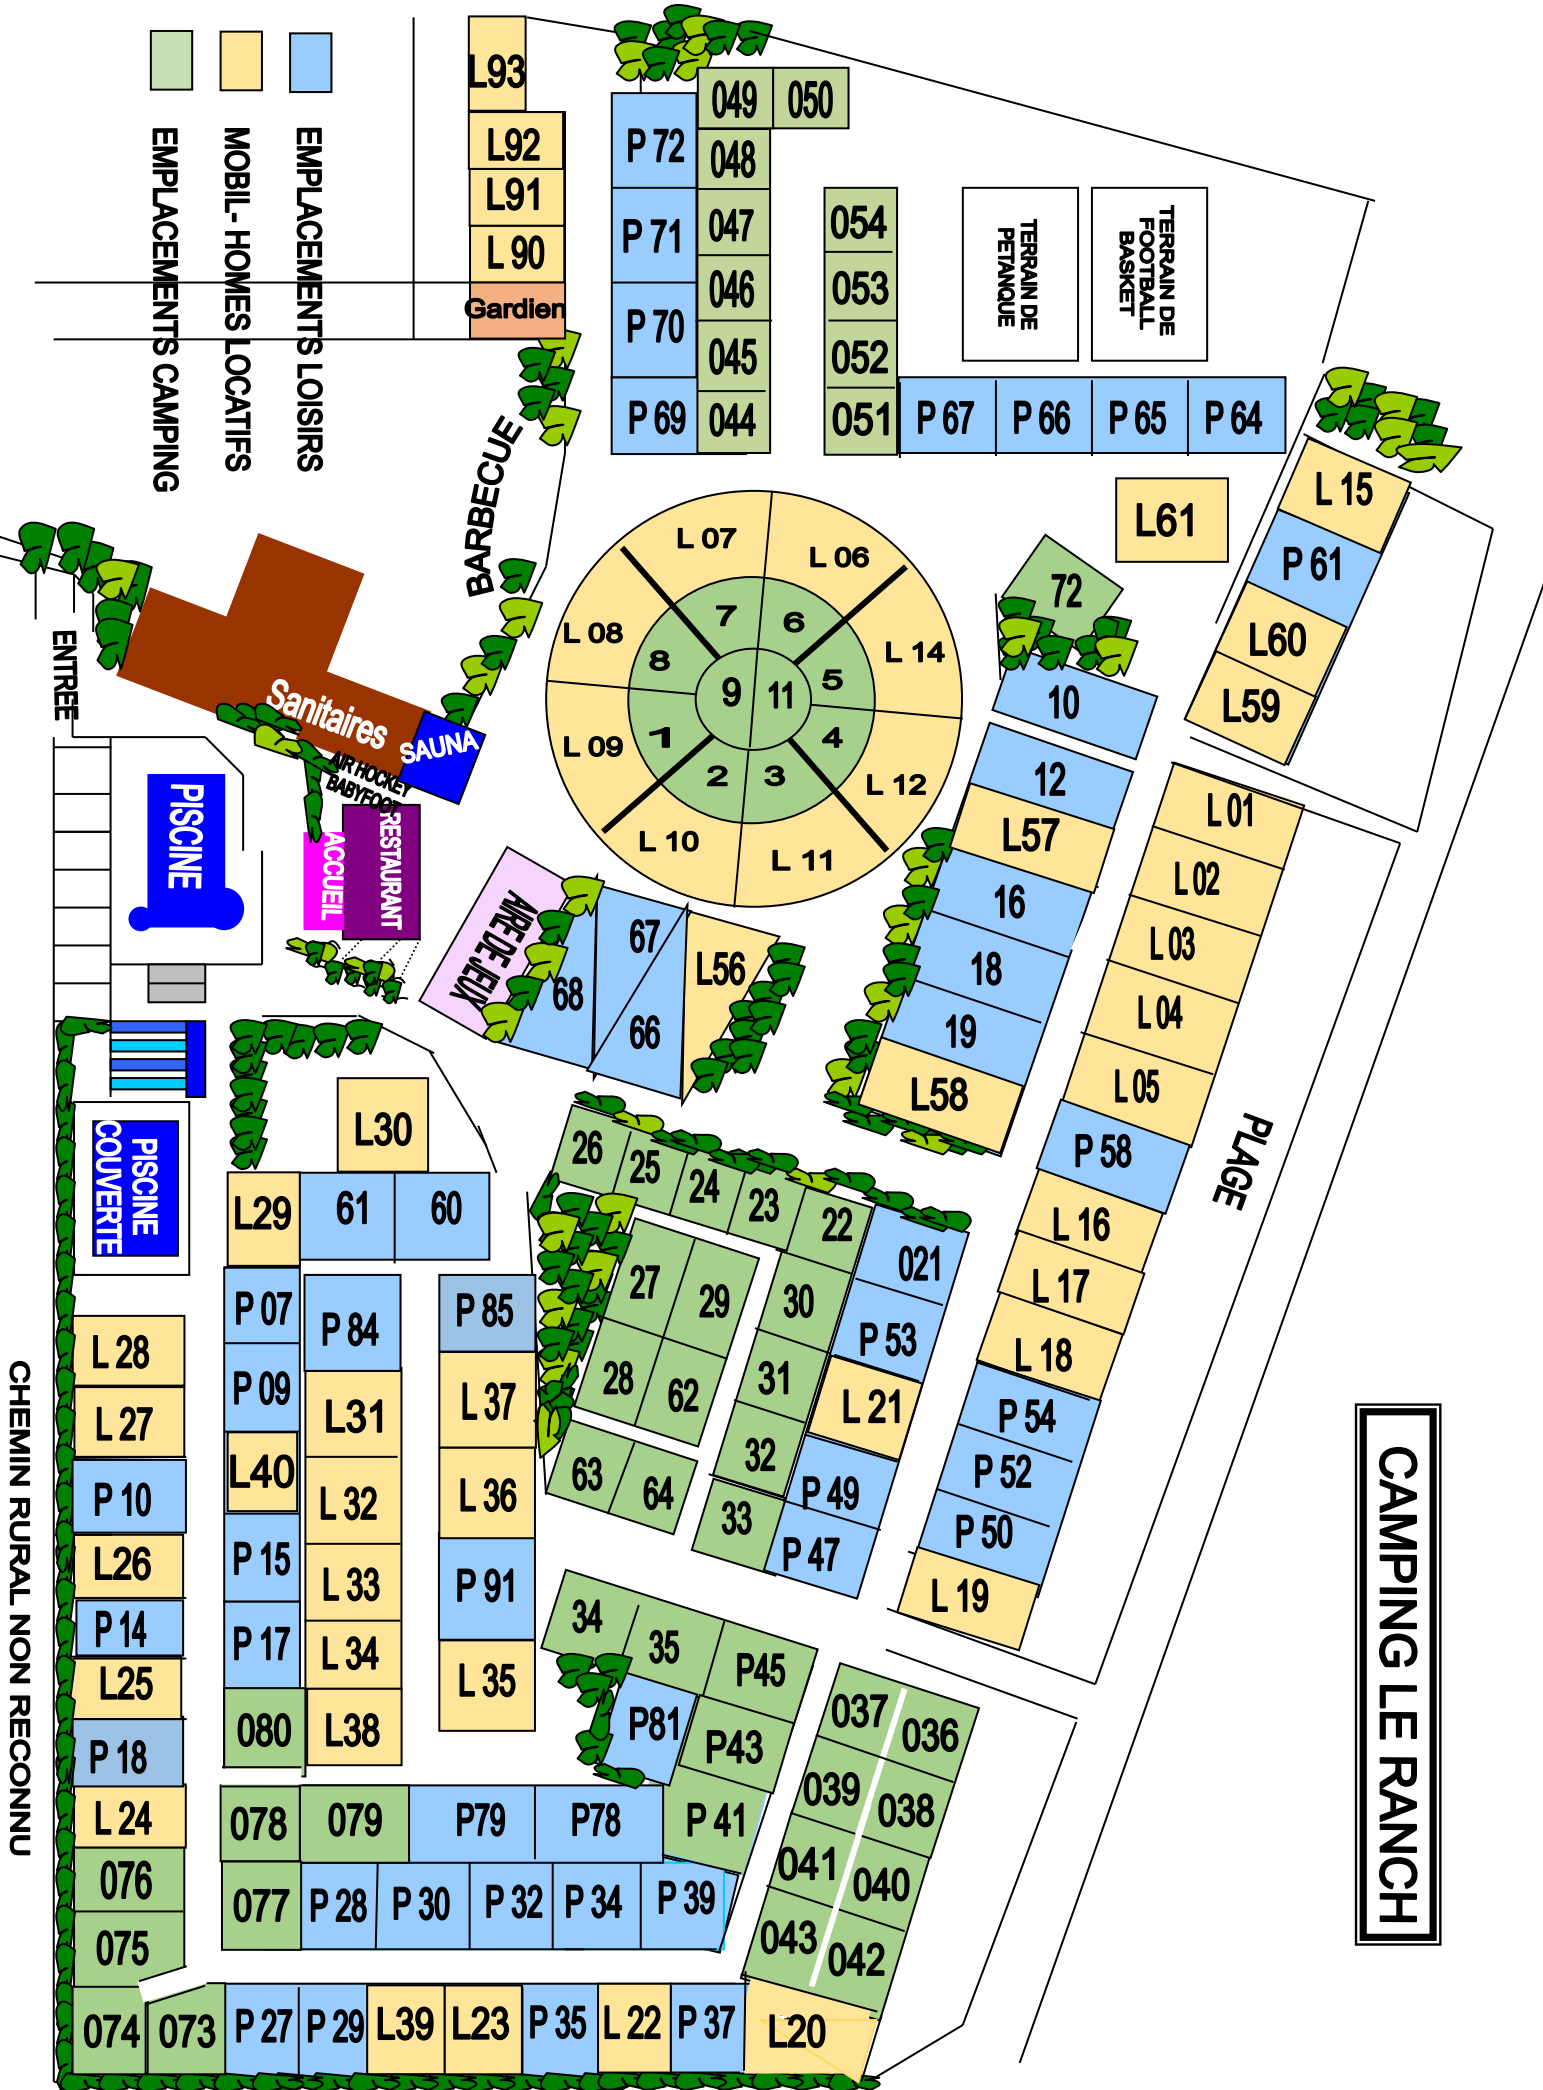 EMPLACEMENTS CAMPING
MOBIL- HOMES LOCATIFS
EMPLACEMENTS LOISIRS
L93
L92
L91
L 90
Gardien
P 72
P 71
P 70
P 69
049
050
048
047
046
045
044
054
053
052
051
TERRAIN DE
PETANQUE
TERRAIN DE
FOOTBALL
BASKET
P 67
P 66
P 65
P 64
L61
L 15
P 61
L60
L59
72
10
12
L57
16
18
19
L58
BARBECUE
L 07
L 06
L 08
L 14
L 09
L 12
L 10
L 11
7
6
8
5
9
11
1
4
2
3
ENTREE
Sanitaires
SAUNA
AIR HOCKEY
BABYFOOT
RESTAURANT
ACCUEIL
PISCINE
AIRE DE JEUX
68
67
66
L56
L 01
L 02
L 03
L 04
L 05
P 58
L 16
L 17
L 18
P 54
P 52
P 50
L 19
PLAGE
CAMPING LE RANCH
PISCINE
COUVERTE
L30
L29
61
60
P 07
P 09
L40
P 15
P 17
080
P 84
L31
L 32
L 33
L 34
L38
P 85
L 37
L 36
P 91
L 35
26
25
24
23
22
021
27
29
30
P 53
28
62
31
L 21
63
64
32
P 49
33
P 47
34
35
P45
P81
P43
P 41
037
036
039
038
041
040
043
042
L 28
L 27
P 10
L26
P 14
L25
P 18
L 24
076
075
074
073
CHEMIN RURAL NON RECONNU
078
079
P79
P78
077
P 28
P 30
P 32
P 34
P 39
P 27
P 29
L39
L23
P 35
L 22
P 37
L20